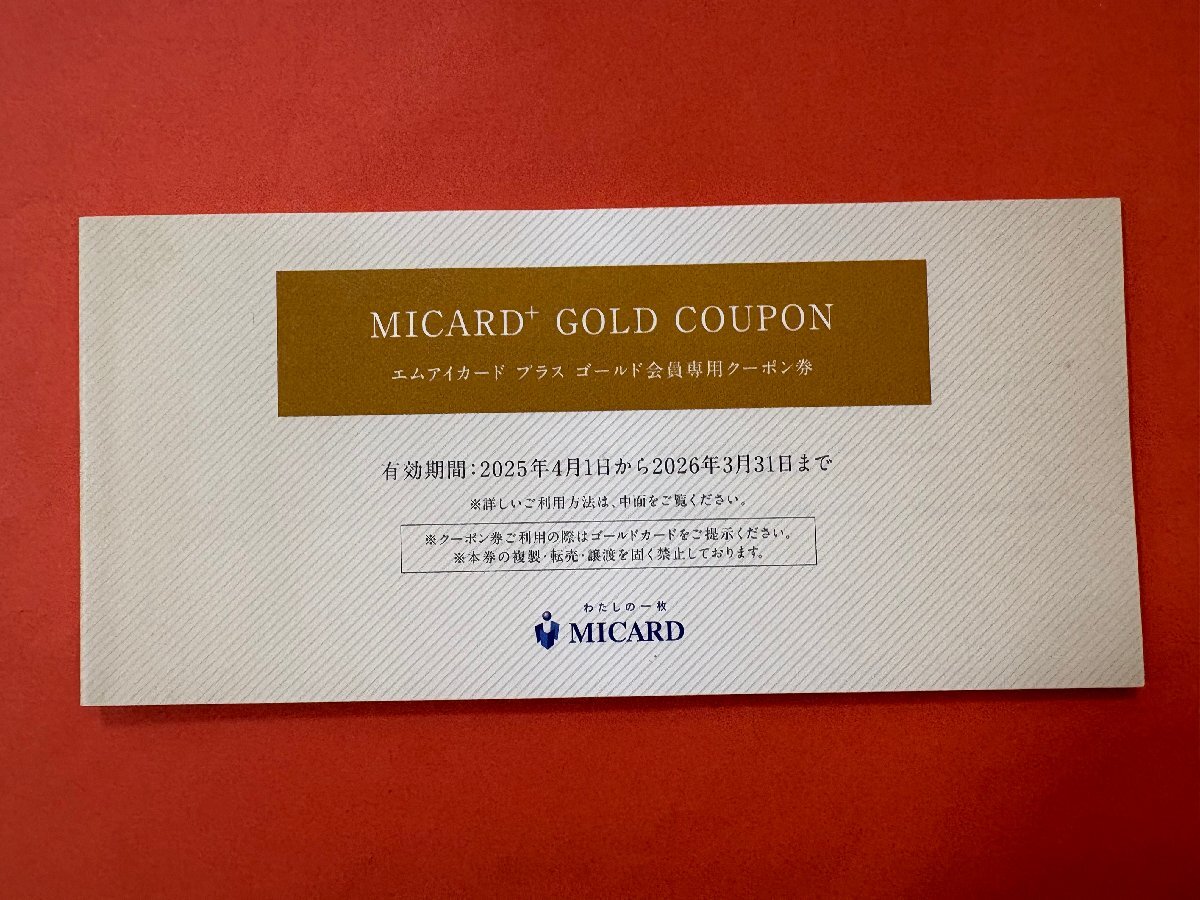 MICARD+ GOLD COUPON
エムアイカード プラス ゴールド会員専用クーポン券
有効期間：2025年4月1日から2026年3月31日まで
※詳しいご利用方法は、中面をご覧ください。
※クーポン券ご利用の際はゴールドカードをご提示ください。
※本券の複製・転売・譲渡を固く禁止しております。
わたしの一枚
MICARD